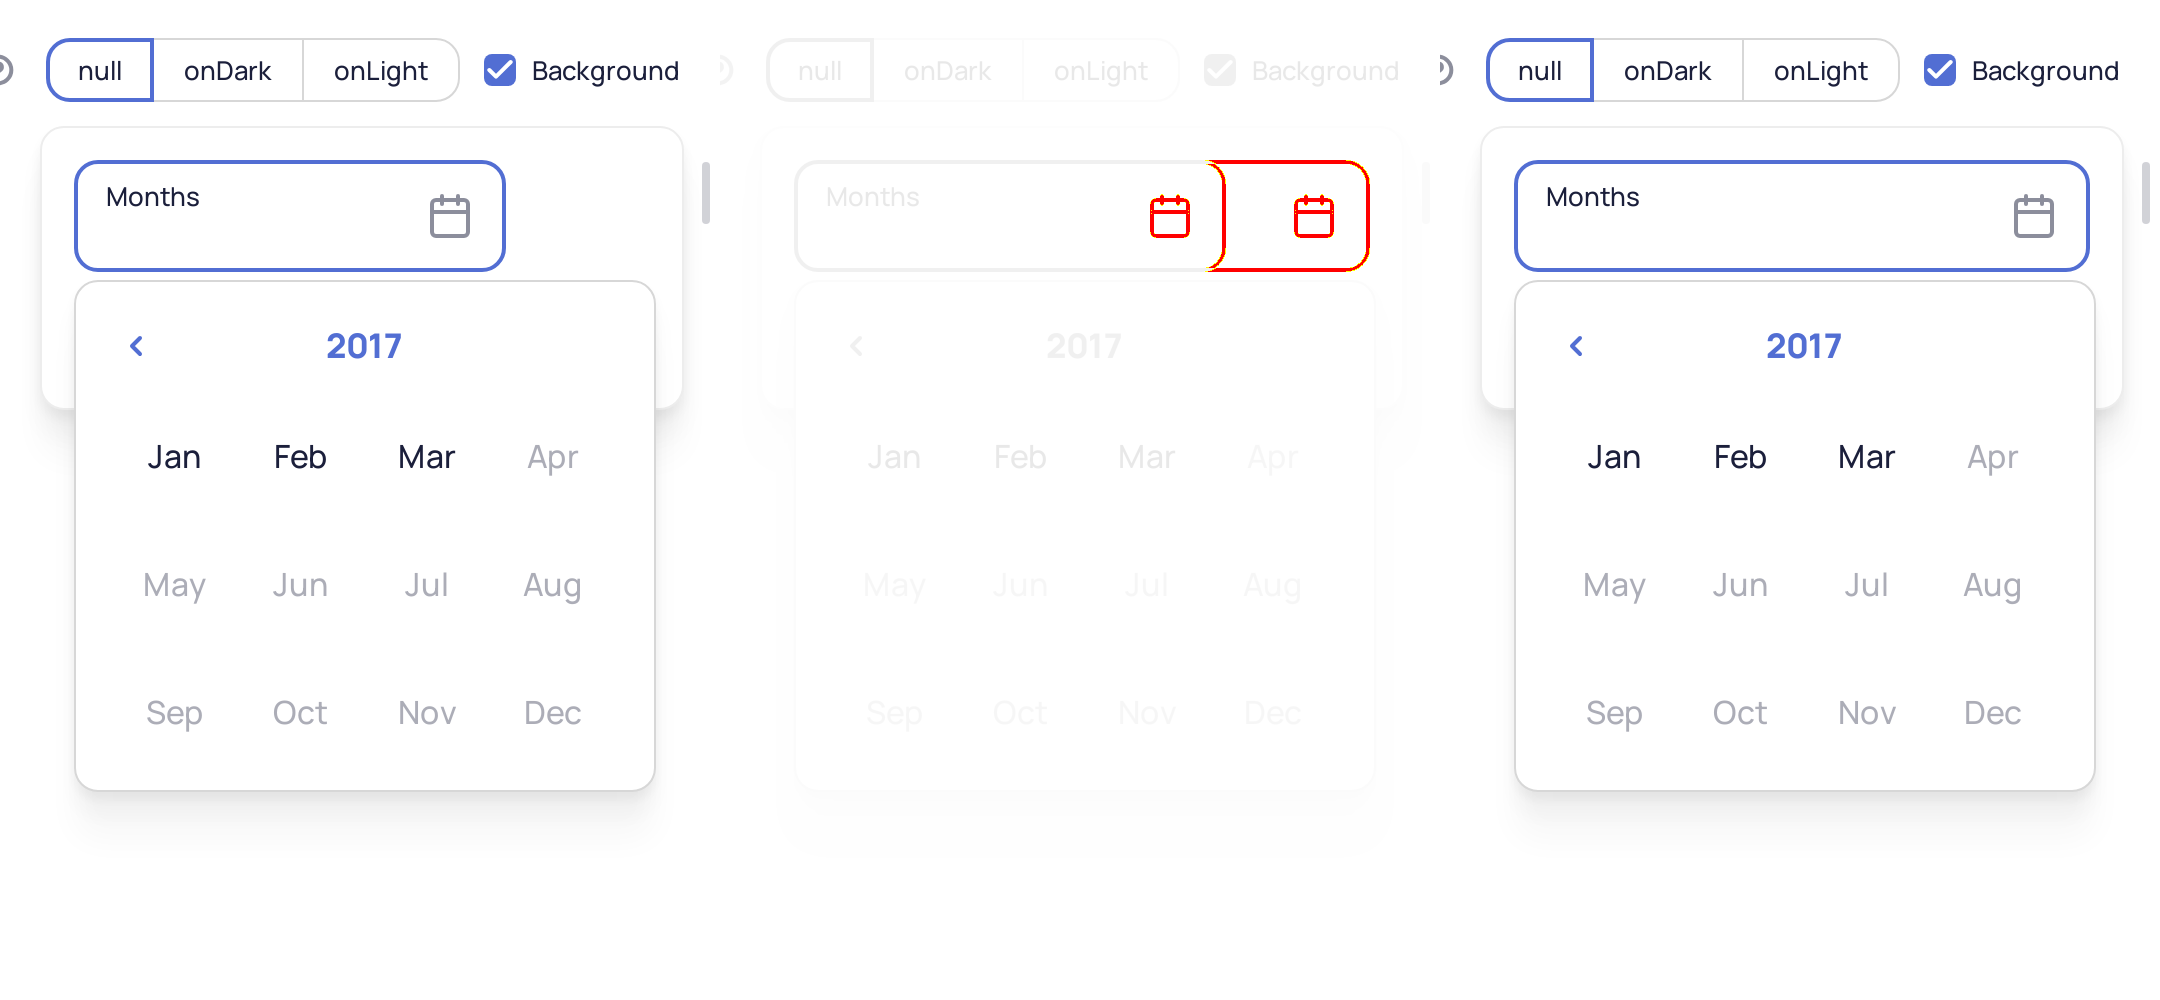 null onDark onLight Background null onDark onLight Background null onDark onLight Background
Months Months Months
2017 2017 2017
Jan Feb Mar Apr Jan Feb Mar Apr Jan Feb Mar Apr
May Jun Jul Aug May Jun Jul Aug May Jun Jul Aug
Sep Oct Nov Dec Sep Oct Nov Dec Sep Oct Nov Dec